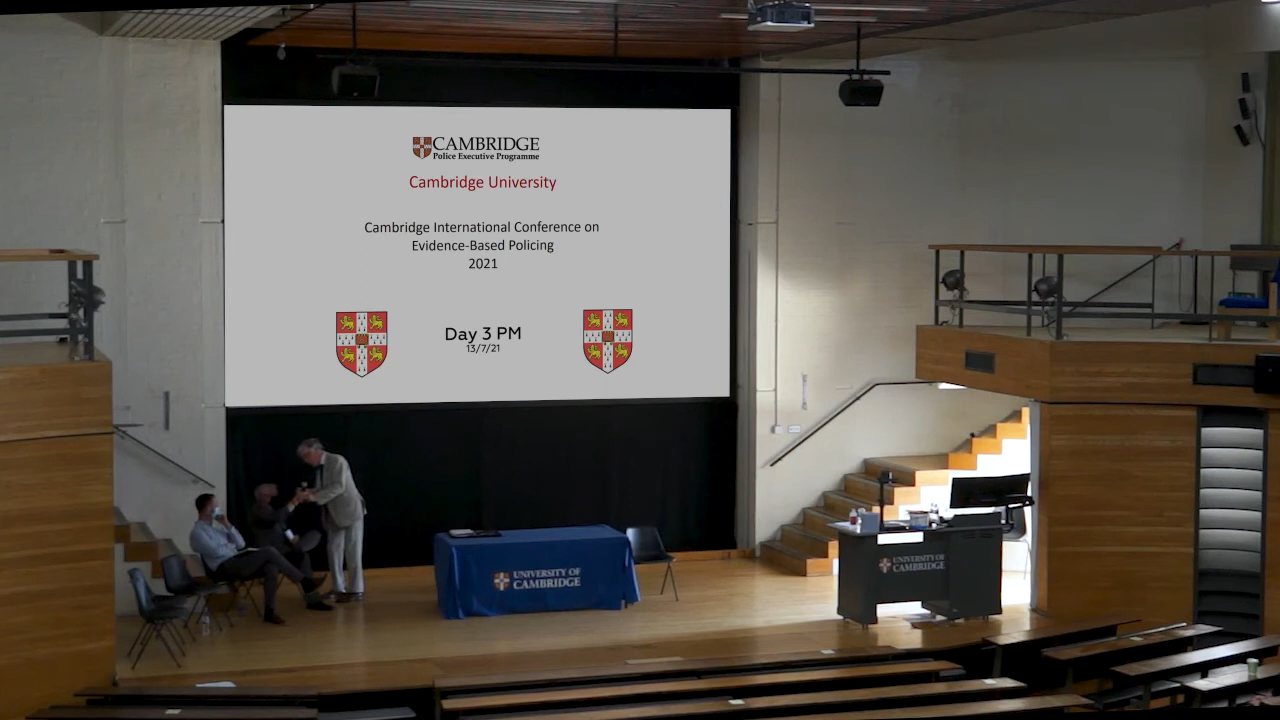 CAMBRIDGE
Police Executive Programme
Cambridge University
Cambridge International Conference on
Evidence-Based Policing
2021
Day 3 PM
13/7/21
UNIVERSITY OF
CAMBRIDGE
UNIVERSITY OF
CAMBRIDGE